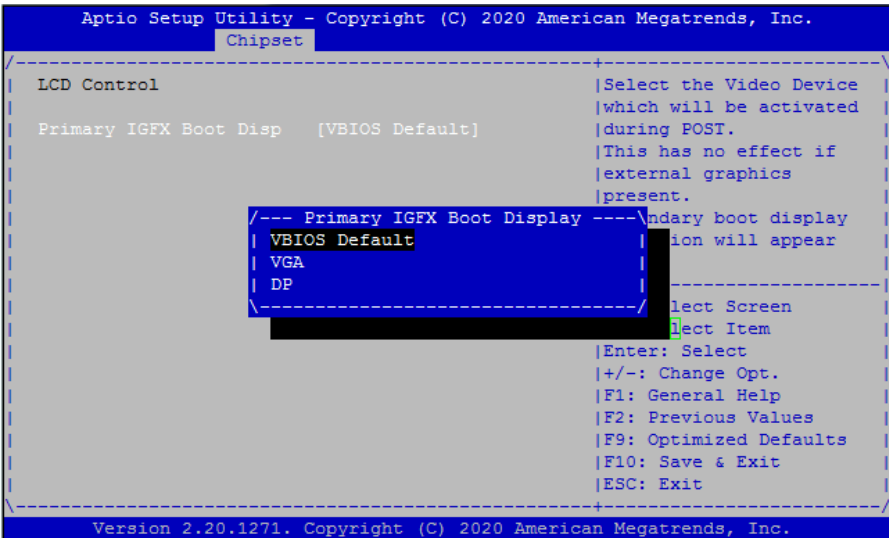 Aptio Setup Utility – Copyright (C) 2020 American Megatrends, Inc.
Chipset
LCD Control
Primary IGFX Boot Disp [VBIOS Default]
Select the Video Device
which will be activated
during POST.
This has no effect if
external graphics
present.
ndary boot display
ion will appear
/--- Primary IGFX Boot Display ----\
VBIOS Default
VGA
DP
lect Screen
lect Item
Enter: Select
+/-: Change Opt.
F1: General Help
F2: Previous Values
F9: Optimized Defaults
F10: Save & Exit
ESC: Exit
Version 2.20.1271. Copyright (C) 2020 American Megatrends, Inc.